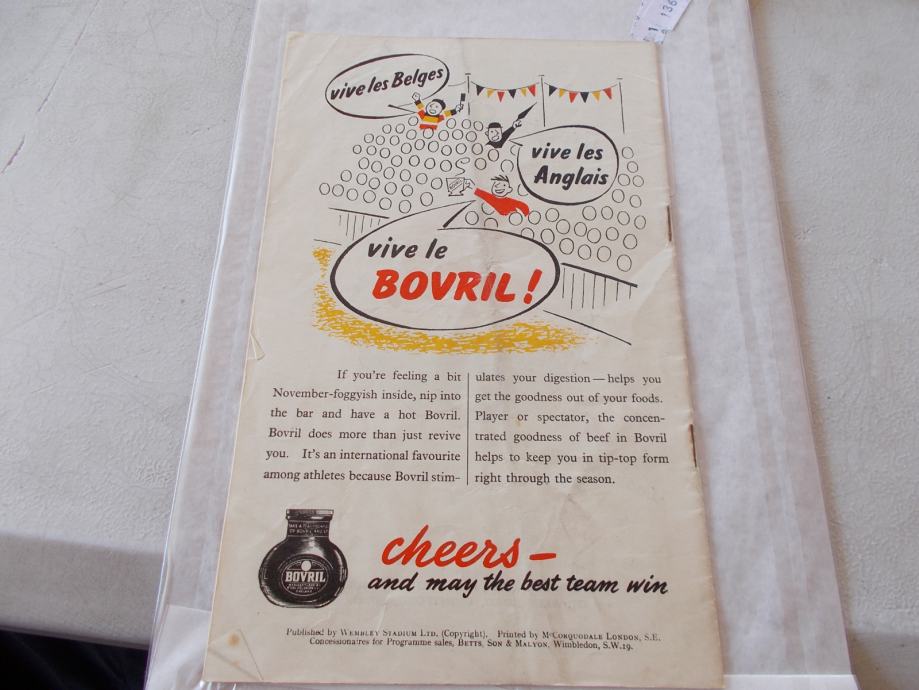 vive les Belges
vive les
Anglais
vive le
BOVRIL!
If you're feeling a bit
November-foggyish inside, nip into
the bar and have a hot Bovril.
Bovril does more than just revive
you. It's an international favourite
among athletes because Bovril stim-
ulates your digestion — helps you
get the goodness out of your foods.
Player or spectator, the concen-
trated goodness of beef in Bovril
helps to keep you in tip-top form
right through the season.
BOVRIL
cheers —
and may the best team win
Published by WEMBLEY STADIUM LTD. (Copyright). Printed by MCCORQUODALE LONDON, S.E.
Concessionaires for Programme sales, BETTS, SON & MALYON, Wimbledon, S.W.19.